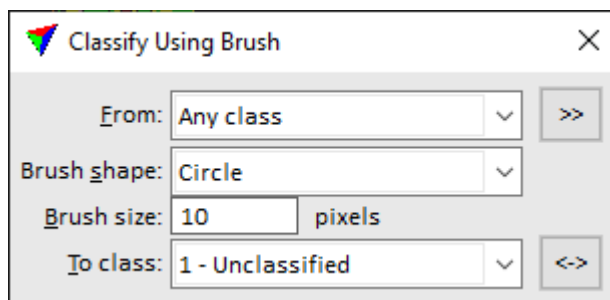 Classify Using Brush
From: Any class >>
Brush shape: Circle
Brush size: 10 pixels
To class: 1 - Unclassified <->